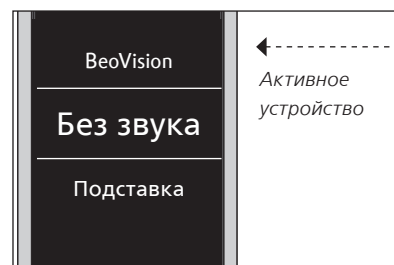 BeoVision
Активное
устройство
Без звука
Подставка